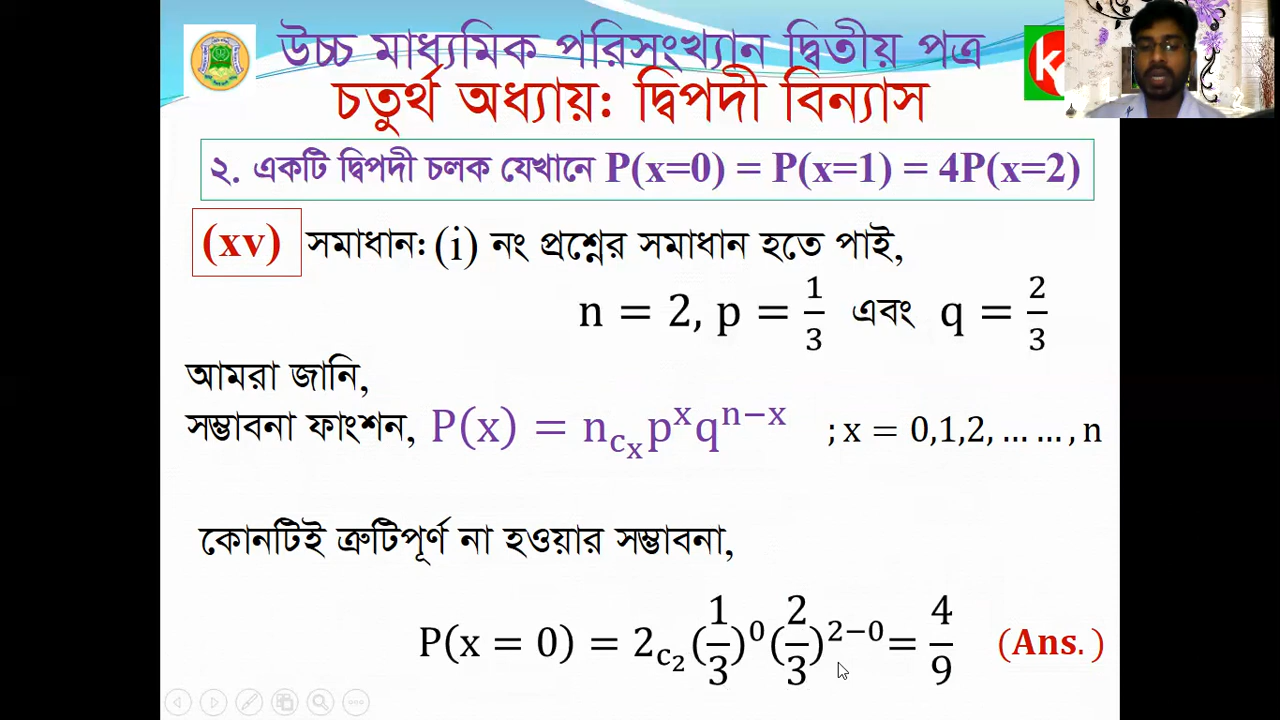 উচ্চ মাধ্যমিক পরিসংখ্যান দ্বিতীয় পত্র
চতুর্থ অধ্যায়: দ্বিপদী বিন্যাস
২. একটি দ্বিপদী চলক যেখানে P(x=0) = P(x=1) = 4P(x=2)
(xv) সমাধান: (i) নং প্রশ্নের সমাধান হতে পাই,
n = 2, p = 1/3 এবং q = 2/3
আমরা জানি,
সম্ভাবনা ফাংশন, P(x) = n_{c_x} p^x q^{n−x} ; x = 0,1,2, … … , n
কোনটিই ত্রুটিপূর্ণ না হওয়ার সম্ভাবনা,
P(x = 0) = 2_{c_2} (1/3)^0 (2/3)^{2−0} = 4/9 (Ans.)